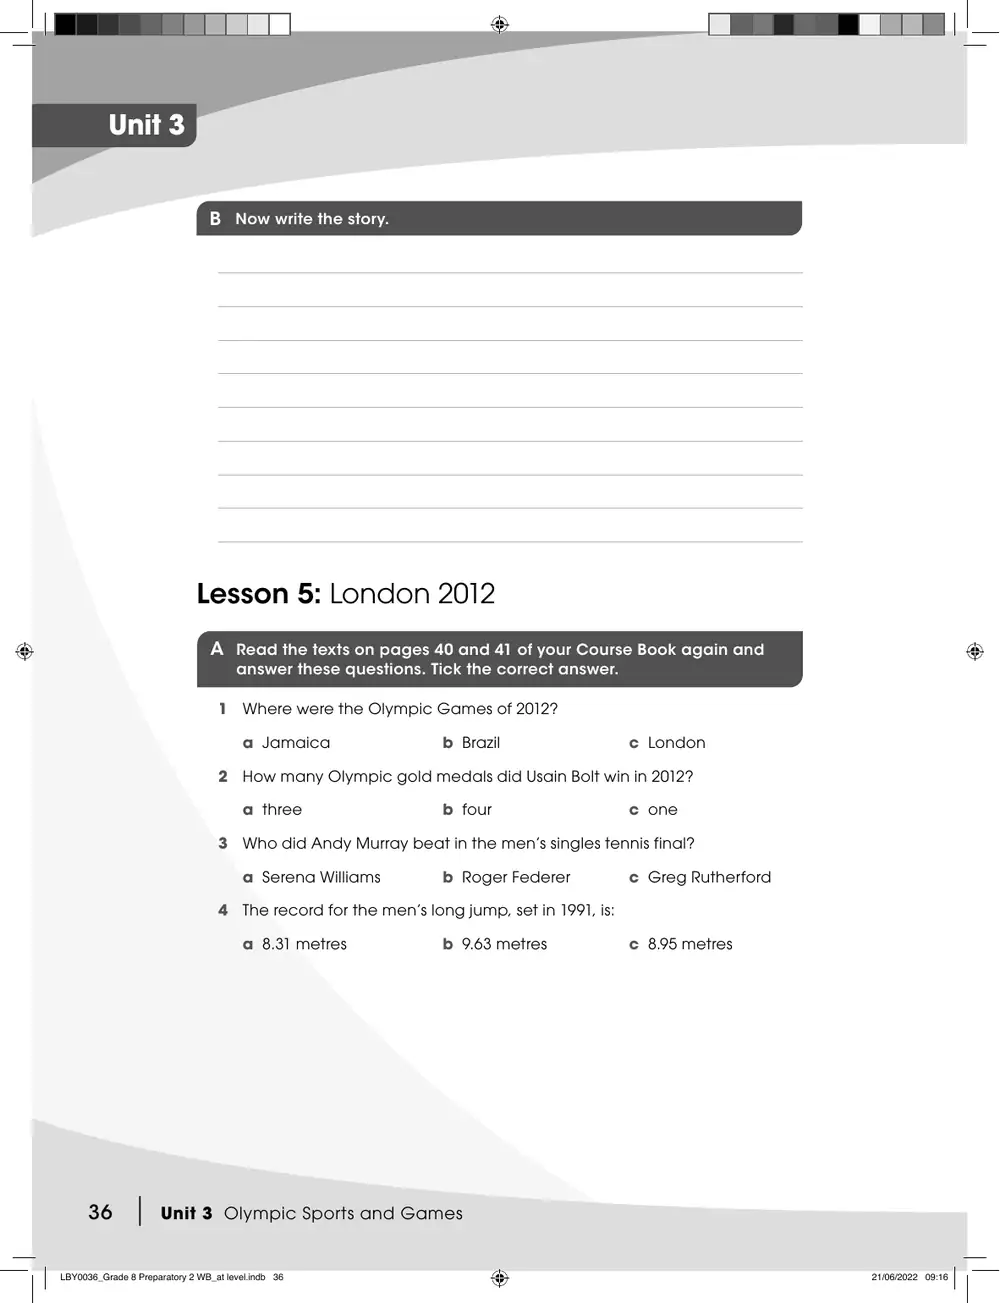 Unit 3
B Now write the story.
Lesson 5: London 2012
A Read the texts on pages 40 and 41 of your Course Book again and
answer these questions. Tick the correct answer.
1 Where were the Olympic Games of 2012?
a Jamaica b Brazil c London
2 How many Olympic gold medals did Usain Bolt win in 2012?
a three b four c one
3 Who did Andy Murray beat in the men's singles tennis final?
a Serena Williams b Roger Federer c Greg Rutherford
4 The record for the men's long jump, set in 1991, is:
a 8.31 metres b 9.63 metres c 8.95 metres
36 Unit 3 Olympic Sports and Games
LBY0036_Grade 8 Preparatory 2 WB_at level.indb 36 21/06/2022 09:16